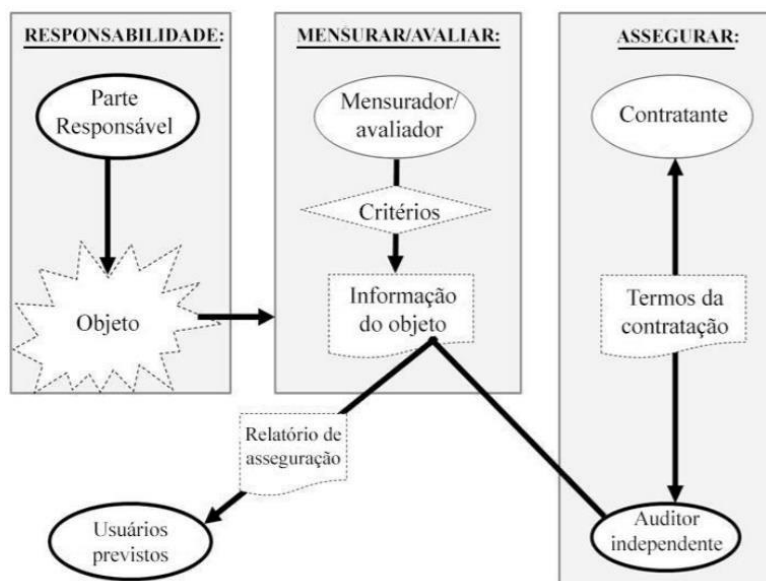 RESPONSABILIDADE:
Parte
Responsável
Objeto
MENSURAR/AVALIAR:
Mensurador/
avaliador
Critérios
Informação
do objeto
ASSEGURAR:
Contratante
Termos da
contratação
Auditor
independente
Relatório de
asseguração
Usuários
previstos